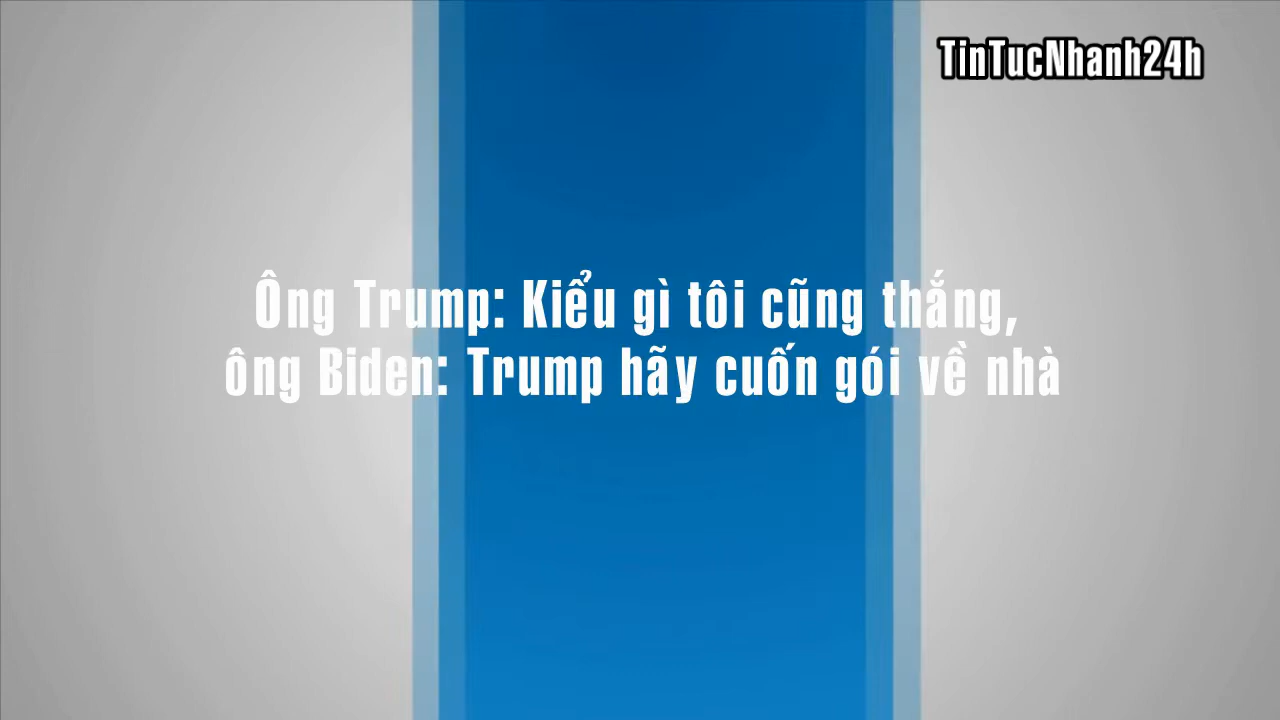 TinTucNhanh24h
Ông Trump: Kiểu gì tôi cũng thắng,
ông Biden: Trump hãy cuốn gói về nhà